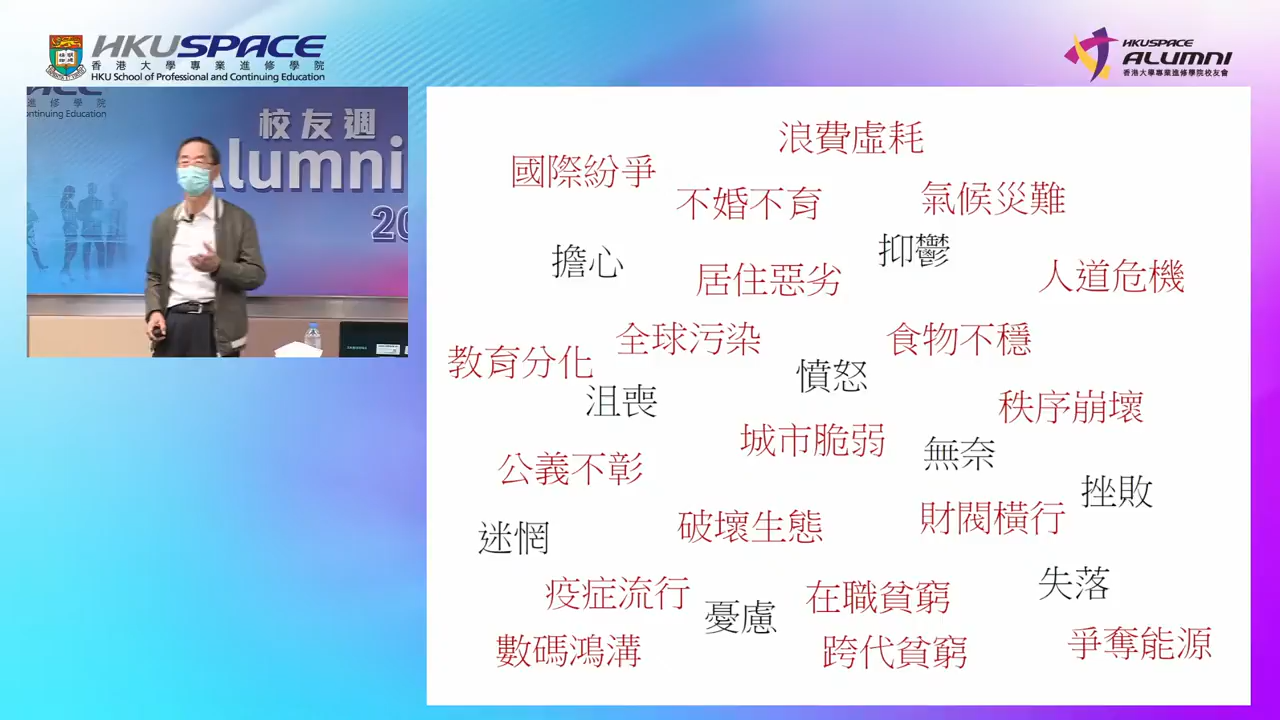 HKU SPACE
香港大學專業進修學院
HKU School of Professional and Continuing Education
HKUSPACE
ALUMNI
香港大學專業進修學院校友會
進修學院
ntinuing Education
校友週
Alumni
20
浪費虛耗
國際紛爭
不婚不育
氣候災難
擔心
抑鬱
居住惡劣
人道危機
全球污染
食物不穩
教育分化
憤怒
沮喪
秩序崩壞
城市脆弱
無奈
公義不彰
挫敗
財閥橫行
破壞生態
迷惘
失落
疫症流行
在職貧窮
憂慮
爭奪能源
數碼鴻溝
跨代貧窮